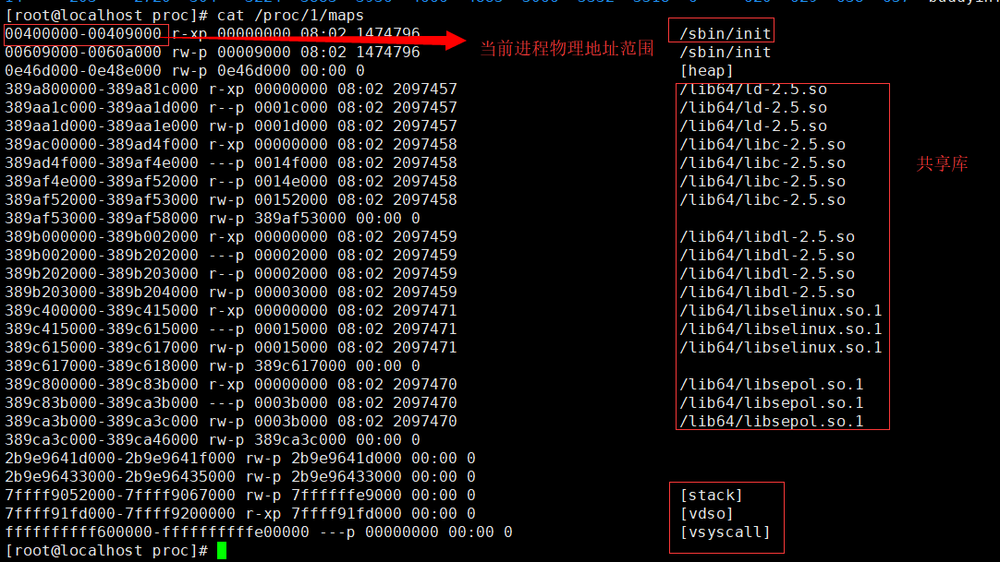 [root@localhost proc]# cat /proc/1/maps
00400000-00409000 r-xp 00000000 08:02 1474796 /sbin/init
当前进程物理地址范围
00609000-0060a000 rw-p 00009000 08:02 1474796 /sbin/init
0e46d000-0e48e000 rw-p 0e46d000 00:00 0 [heap]
389a800000-389a81c000 r-xp 00000000 08:02 2097457 /lib64/ld-2.5.so
389aa1c000-389aa1d000 r--p 0001c000 08:02 2097457 /lib64/ld-2.5.so
389aa1d000-389aa1e000 rw-p 0001d000 08:02 2097457 /lib64/ld-2.5.so
389ac00000-389ad4f000 r-xp 00000000 08:02 2097458 /lib64/libc-2.5.so
389ad4f000-389af4e000 ---p 0014f000 08:02 2097458 /lib64/libc-2.5.so
共享库
389af4e000-389af52000 r--p 0014e000 08:02 2097458 /lib64/libc-2.5.so
389af52000-389af53000 rw-p 00152000 08:02 2097458 /lib64/libc-2.5.so
389af53000-389af58000 rw-p 389af53000 00:00 0
389b000000-389b002000 r-xp 00000000 08:02 2097459 /lib64/libdl-2.5.so
389b002000-389b202000 ---p 00002000 08:02 2097459 /lib64/libdl-2.5.so
389b202000-389b203000 r--p 00002000 08:02 2097459 /lib64/libdl-2.5.so
389b203000-389b204000 rw-p 00003000 08:02 2097459 /lib64/libdl-2.5.so
389c400000-389c415000 r-xp 00000000 08:02 2097471 /lib64/libselinux.so.1
389c415000-389c615000 ---p 00015000 08:02 2097471 /lib64/libselinux.so.1
389c615000-389c617000 rw-p 00015000 08:02 2097471 /lib64/libselinux.so.1
389c617000-389c618000 rw-p 389c617000 00:00 0
389c800000-389c83b000 r-xp 00000000 08:02 2097470 /lib64/libsepol.so.1
389c83b000-389ca3b000 ---p 0003b000 08:02 2097470 /lib64/libsepol.so.1
389ca3b000-389ca3c000 rw-p 0003b000 08:02 2097470 /lib64/libsepol.so.1
389ca3c000-389ca46000 rw-p 389ca3c000 00:00 0
2b9e9641d000-2b9e9641f000 rw-p 2b9e9641d000 00:00 0
2b9e96433000-2b9e96435000 rw-p 2b9e96433000 00:00 0
7ffff9052000-7ffff9067000 rw-p 7ffffffe9000 00:00 0 [stack]
7ffff91fd000-7ffff9200000 r-xp 7ffff91fd000 00:00 0 [vdso]
ffffffffff600000-ffffffffffe00000 ---p 00000000 00:00 0 [vsyscall]
[root@localhost proc]#